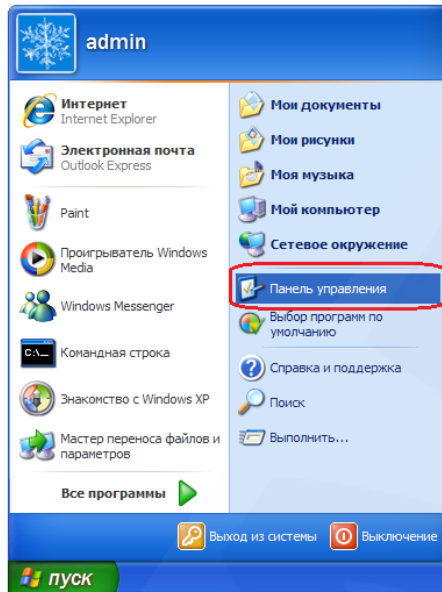 admin
Интернет
Internet Explorer
Электронная почта
Outlook Express
Paint
Проигрыватель Windows
Media
Windows Messenger
C:\_
Командная строка
Знакомство с Windows XP
Мастер переноса файлов и
параметров
Все программы
Мои документы
Мои рисунки
Моя музыка
Мой компьютер
Сетевое окружение
Панель управления
Выбор программ по
умолчанию
Справка и поддержка
Поиск
Выполнить...
Выход из системы
Выключение
пуск